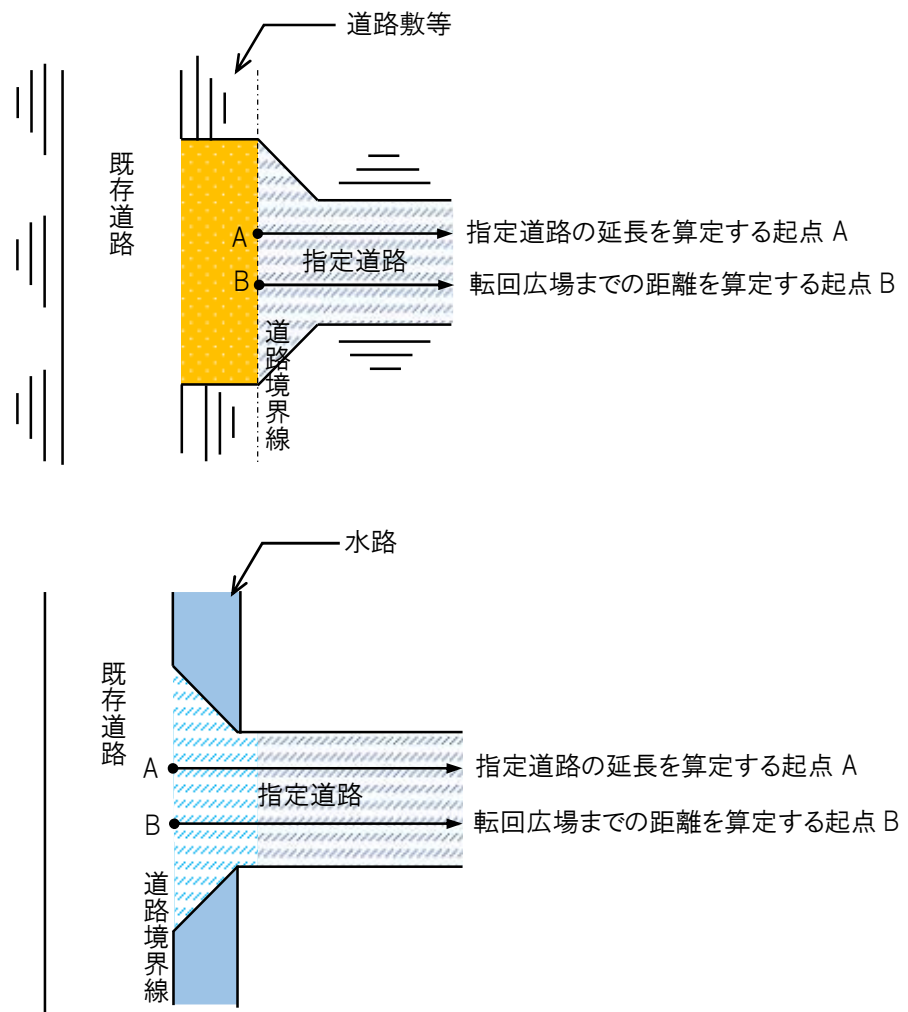 道路敷等
既存道路
A 指定道路の延長を算定する起点 A
指定道路
B 転回広場までの距離を算定する起点 B
道路境界線
水路
既存道路
A 指定道路の延長を算定する起点 A
指定道路
B 転回広場までの距離を算定する起点 B
道路境界線